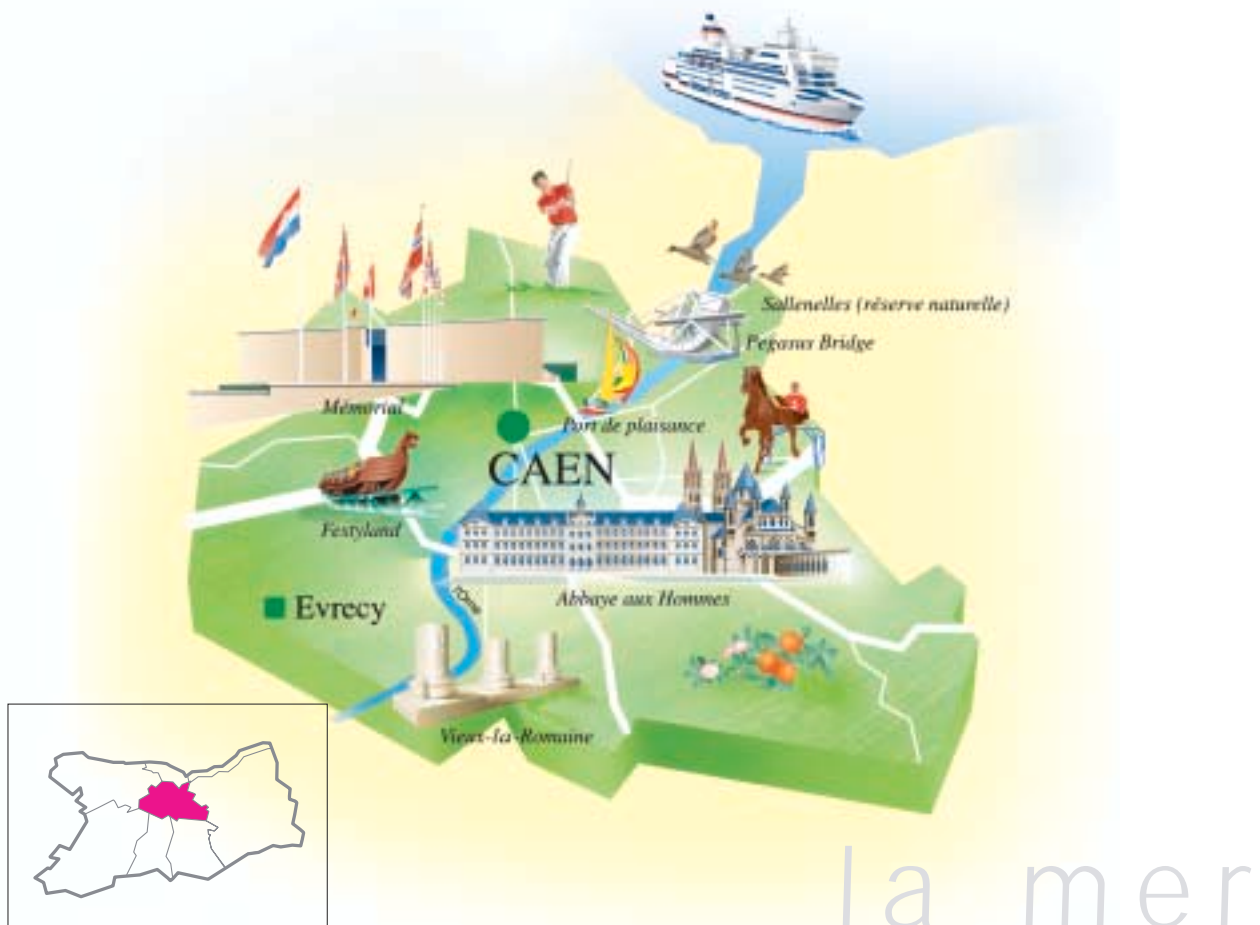 Sallenelles (réserve naturelle)
Pegasus Bridge
Mémorial
Port de plaisance
CAEN
Festyland
l'Orne
Abbaye aux Hommes
Evrecy
Vieux-la-Romaine
la mer